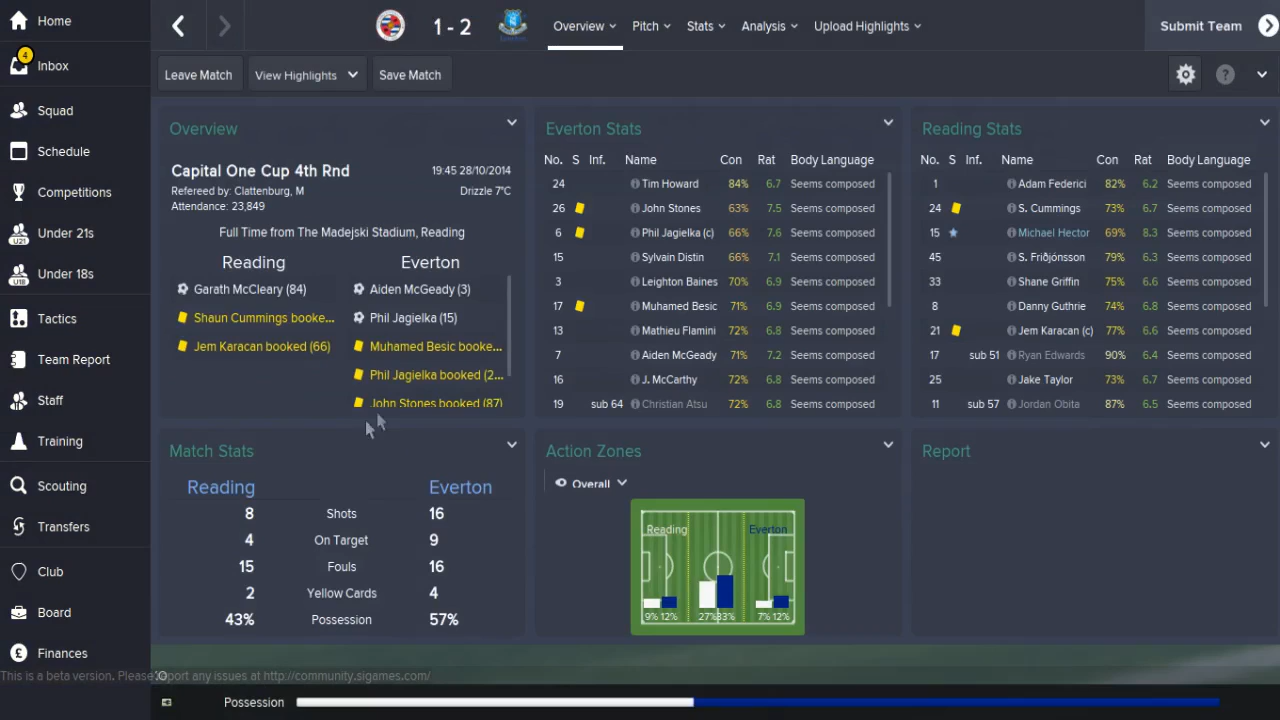 Home
4
Inbox
Squad
Schedule
Competitions
U21
Under 21s
U18
Under 18s
Tactics
Team Report
Staff
Training
Scouting
Transfers
Club
Board
£
Finances
1 - 2
Overview
Pitch
Stats
Analysis
Upload Highlights
Submit Team
Leave Match
View Highlights
Save Match
?
Overview
Capital One Cup 4th Rnd
19:45 28/10/2014
Refereed by: Clattenburg, M
Drizzle 7°C
Attendance: 23,849
Full Time from The Madejski Stadium, Reading
Reading
Everton
Garath McCleary (84)
Aiden McGeady (3)
Shaun Cummings booke...
Phil Jagielka (15)
Jem Karacan booked (66)
Muhamed Besic booke...
Phil Jagielka booked (2...
John Stones booked (87)
Everton Stats
No. S Inf. Name Con Rat Body Language
24 Tim Howard 84% 6.7 Seems composed
26 John Stones 63% 7.5 Seems composed
6 Phil Jagielka (c) 66% 7.6 Seems composed
15 Sylvain Distin 66% 7.1 Seems composed
3 Leighton Baines 70% 6.9 Seems composed
17 Muhamed Besic 71% 6.9 Seems composed
13 Mathieu Flamini 72% 6.8 Seems composed
7 Aiden McGeady 71% 7.2 Seems composed
16 J. McCarthy 72% 6.8 Seems composed
19 sub 64 Christian Atsu 72% 6.8 Seems composed
Reading Stats
No. S Inf. Name Con Rat Body Language
1 Adam Federici 82% 6.2 Seems composed
24 S. Cummings 73% 6.7 Seems composed
15 Michael Hector 69% 8.3 Seems composed
45 S. Friðjónsson 79% 6.3 Seems composed
33 Shane Griffin 75% 6.6 Seems composed
8 Danny Guthrie 74% 6.8 Seems composed
21 Jem Karacan (c) 77% 6.6 Seems composed
17 sub 51 Ryan Edwards 90% 6.4 Seems composed
25 Jake Taylor 73% 6.7 Seems composed
11 sub 57 Jordan Obita 87% 6.5 Seems composed
Match Stats
Reading Everton
8 Shots 16
4 On Target 9
15 Fouls 16
2 Yellow Cards 4
43% Possession 57%
Action Zones
Overall
Reading Everton
9% 12% 27% 33% 7% 12%
Report
This is a beta version. Please report any issues at http://community.sigames.com/
Possession